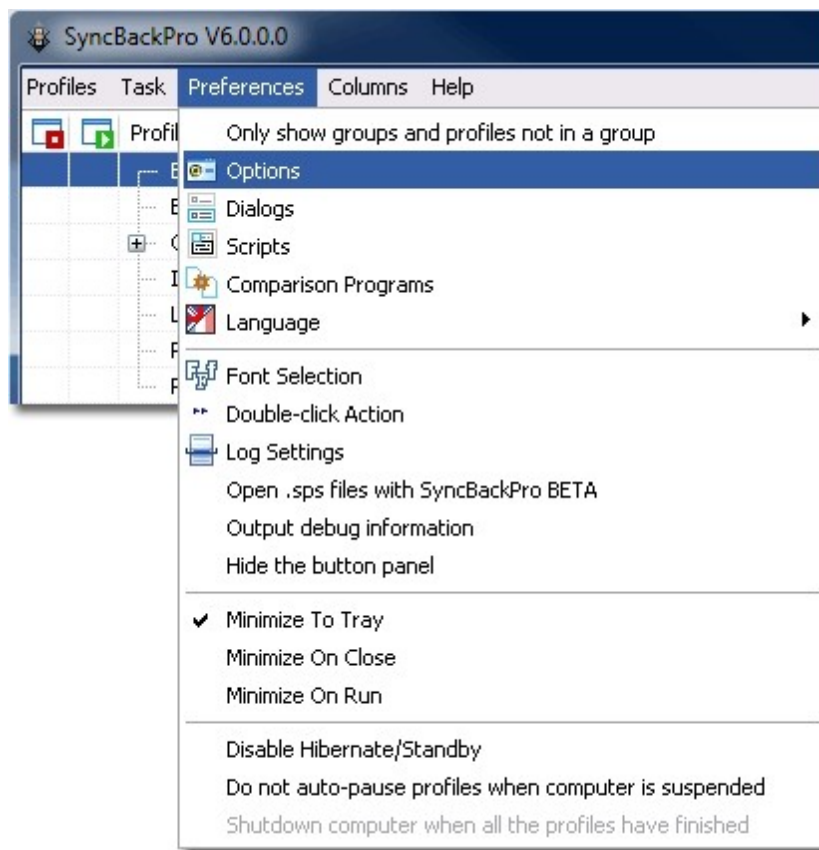 SyncBackPro V6.0.0.0
Profiles Task Preferences Columns Help
Profil
Only show groups and profiles not in a group
Options
Dialogs
Scripts
Comparison Programs
Language
Font Selection
Double-click Action
Log Settings
Open .sps files with SyncBackPro BETA
Output debug information
Hide the button panel
Minimize To Tray
Minimize On Close
Minimize On Run
Disable Hibernate/Standby
Do not auto-pause profiles when computer is suspended
Shutdown computer when all the profiles have finished